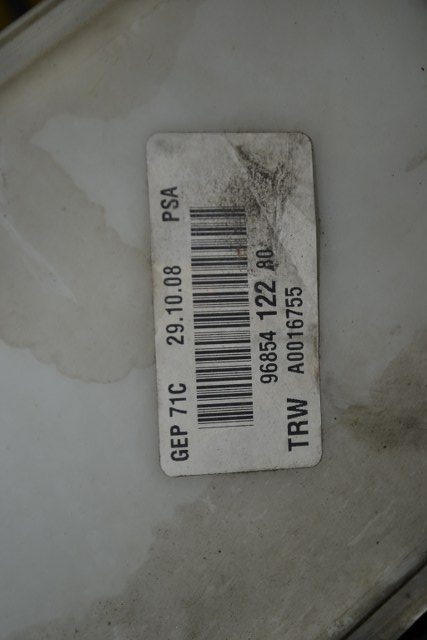 GEP 71C 29.10.08 PSA
96854 122 80
TRW A0016755